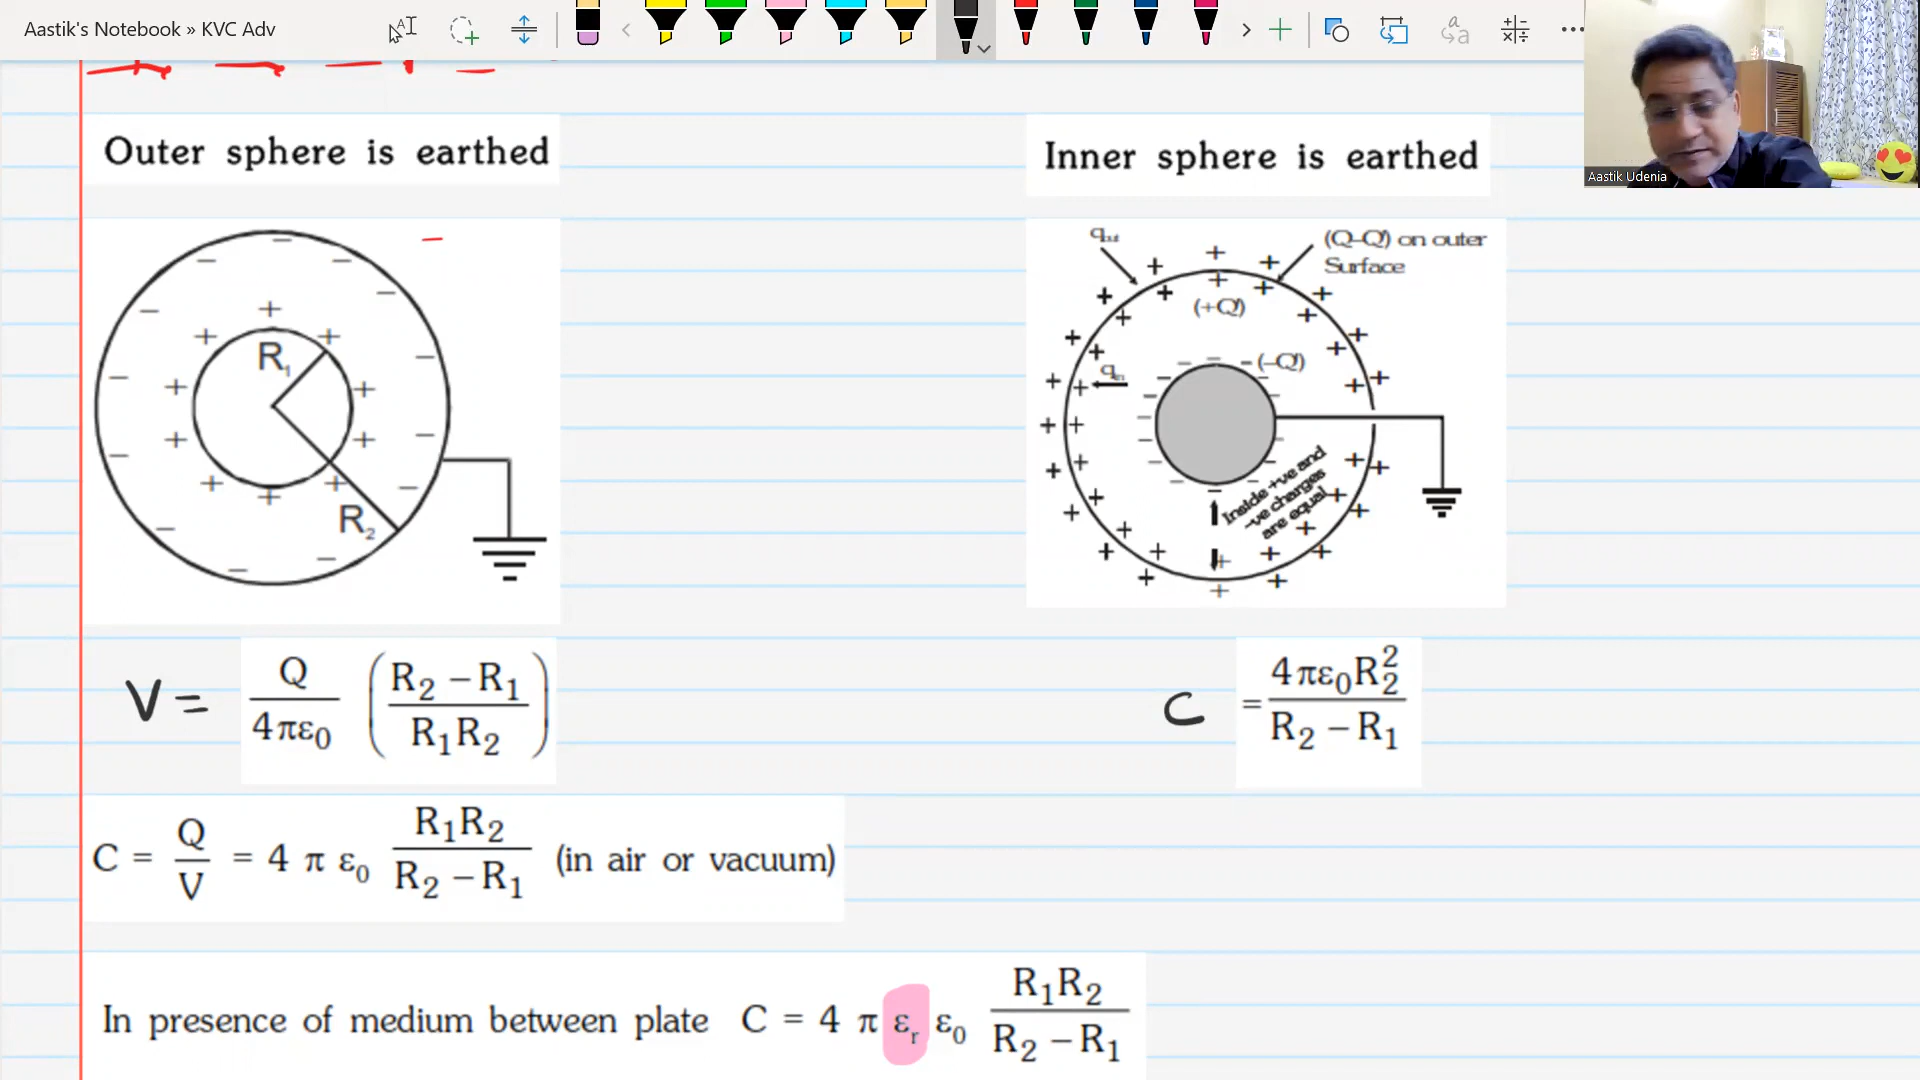 Aastik's Notebook » KVC Adv
Aastik Udenia
Outer sphere is earthed
Inner sphere is earthed
R₁
R₂
q
(Q–Q') on outer
Surface
(+Q')
(–Q')
q
Inside +ve and
–ve charges
are equal
V = Q/4πε₀ ((R₂ – R₁)/R₁R₂)
C = 4πε₀R₂²/(R₂ – R₁)
C = Q/V = 4 π ε₀ R₁R₂/(R₂ – R₁) (in air or vacuum)
In presence of medium between plate C = 4 π εᵣ ε₀ R₁R₂/(R₂ – R₁)